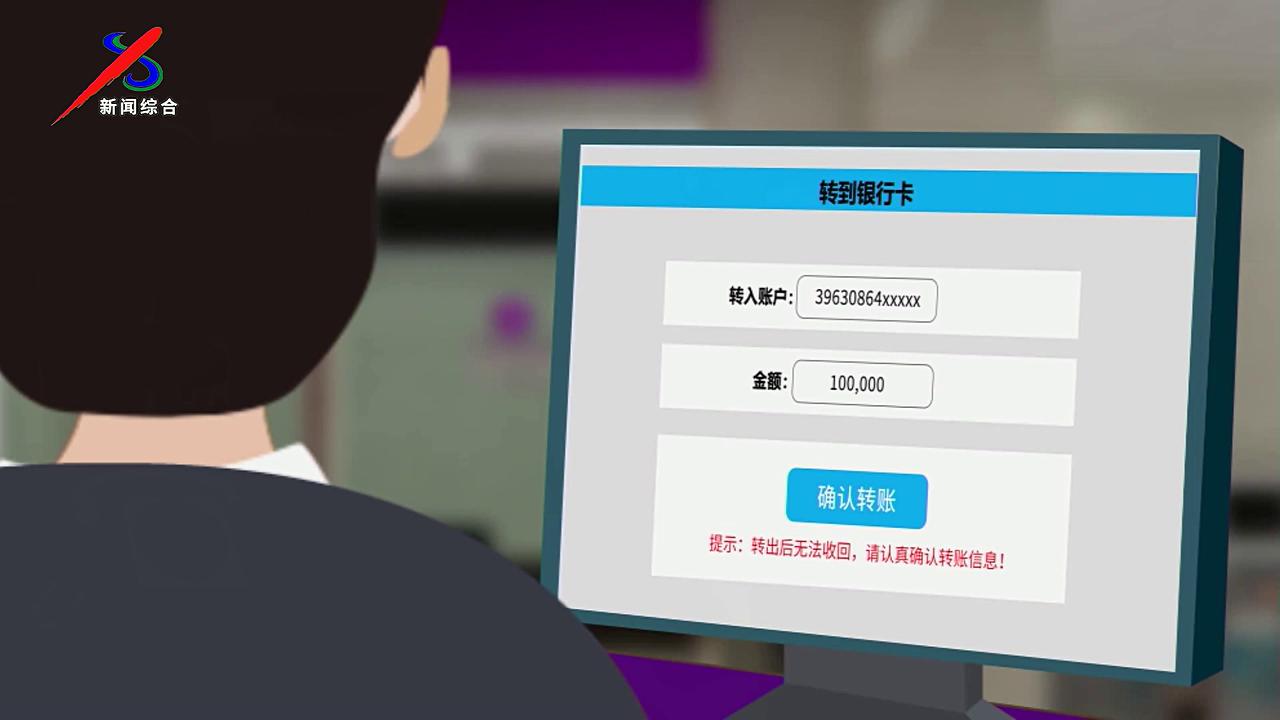 新闻综合
转到银行卡
转入账户: 39630864xxxxx
金额: 100,000
确认转账
提示：转出后无法收回，请认真确认转账信息！